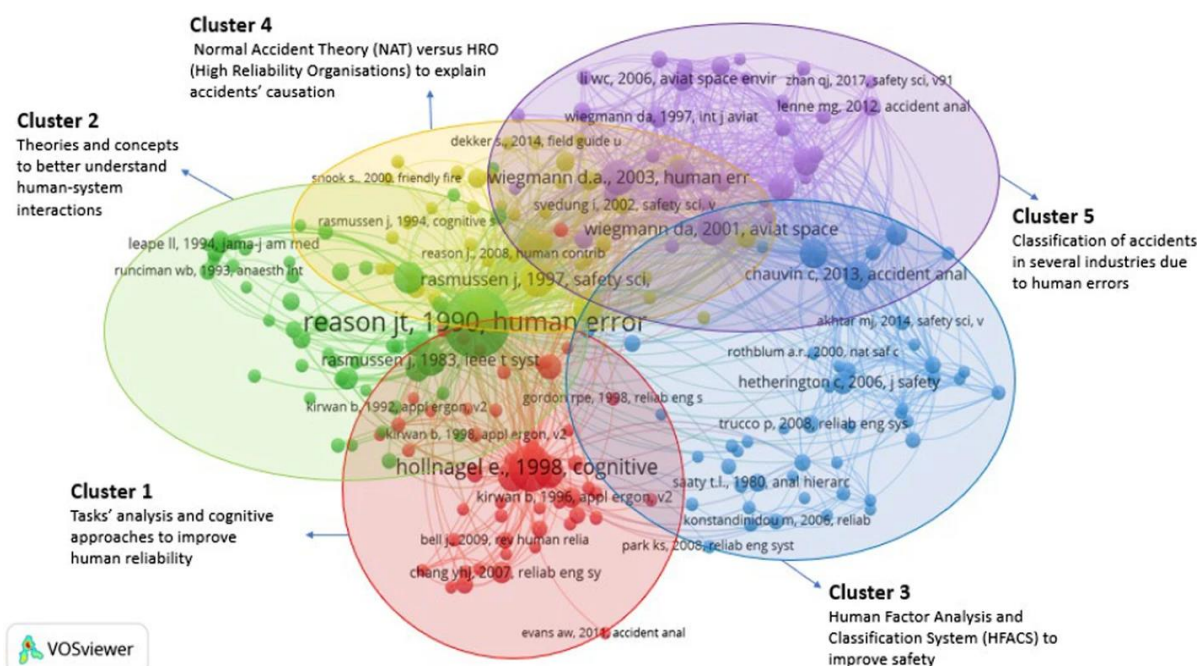 Cluster 4
Normal Accident Theory (NAT) versus HRO
(High Reliability Organisations) to explain
accidents' causation
Cluster 2
Theories and concepts
to better understand
human-system
interactions
li wc, 2006, aviat space envir
zhan qj, 2017, safety sci, v91
lenne mg, 2012, accident anal
wiegmann da, 1997, int j aviat
dekker s., 2014, field guide u
snook s., 2000, friendly fire
wiegmann d.a., 2003, human err
svedung i, 2002, safety sci, v
rasmussen j, 1994, cognitive s
wiegmann da, 2001, aviat space
leape ll, 1994, jama-j am med
runciman wb, 1993, anaesth int
reason j., 2008, human contrib
rasmussen j, 1997, safety sci,
chauvin c, 2013, accident anal
Cluster 5
Classification of accidents
in several industries due
to human errors
reason jt, 1990, human error
akhtar mj, 2014, safety sci, v
rasmussen j, 1983, ieee t syst
rothblum a.r., 2000, nat saf c
hetherington c, 2006, j safety
kirwan b, 1992, appl ergon, v2
gordon rpe, 1998, reliab eng s
trucco p, 2008, reliab eng sys
kirwan b, 1998, appl ergon, v2
hollnagel e., 1998, cognitive
saaty t.l., 1980, anal hierarc
kirwan b, 1996, appl ergon, v2
konstandinidou m, 2006, reliab
Cluster 1
Tasks' analysis and cognitive
approaches to improve
human reliability
bell j, 2009, rev human relia
park ks, 2008, reliab eng syst
chang yhj, 2007, reliab eng sy
evans aw, 2011, accident anal
Cluster 3
Human Factor Analysis and
Classification System (HFACS) to
improve safety
VOSviewer